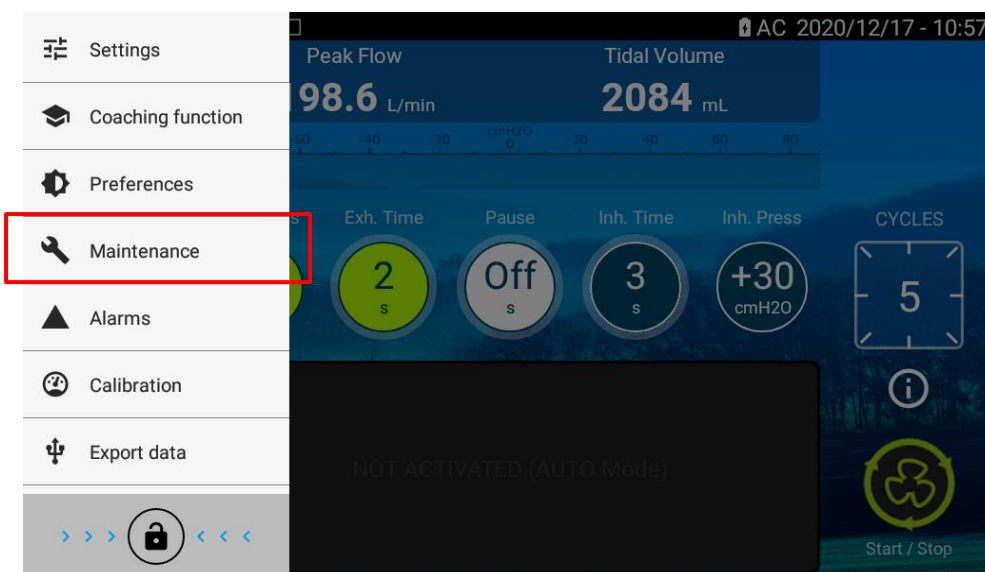 AC 2020/12/17 - 10:57
Settings
Coaching function
Preferences
Maintenance
Alarms
Calibration
Export data
Peak Flow
98.6 L/min
Tidal Volume
2084 mL
-60 -40 -20 0 20 40 60 80
cmH2O
s
Exh. Time
2
s
Pause
Off
s
Inh. Time
3
s
Inh. Press
+30
cmH2O
CYCLES
5
NOT ACTIVATED (AUTO Mode)
Start / Stop